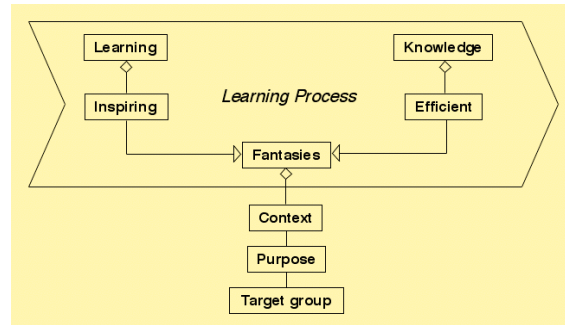 Learning
Knowledge
Inspiring
Learning Process
Efficient
Fantasies
Context
Purpose
Target group